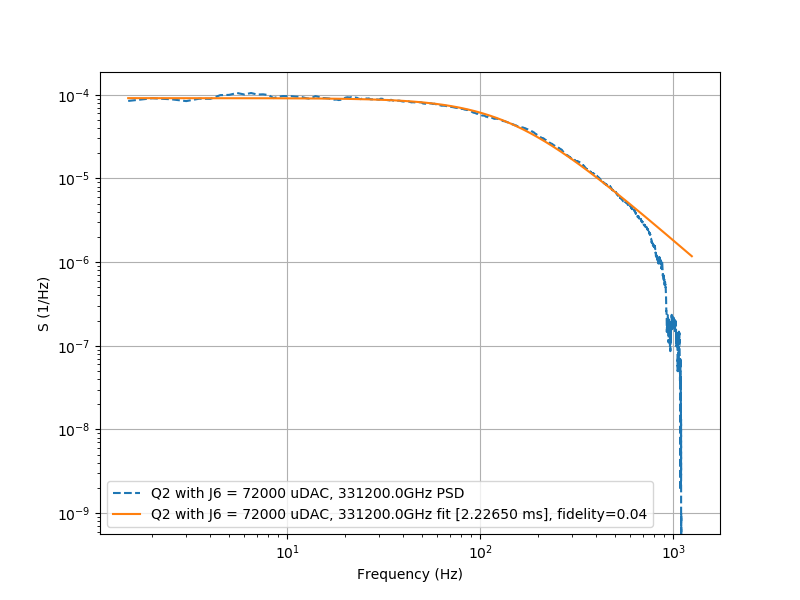 10⁻⁴
10⁻⁵
10⁻⁶
10⁻⁷
10⁻⁸
10⁻⁹
S (1/Hz)
Q2 with J6 = 72000 uDAC, 331200.0GHz PSD
Q2 with J6 = 72000 uDAC, 331200.0GHz fit [2.22650 ms], fidelity=0.04
10¹ 10² 10³
Frequency (Hz)